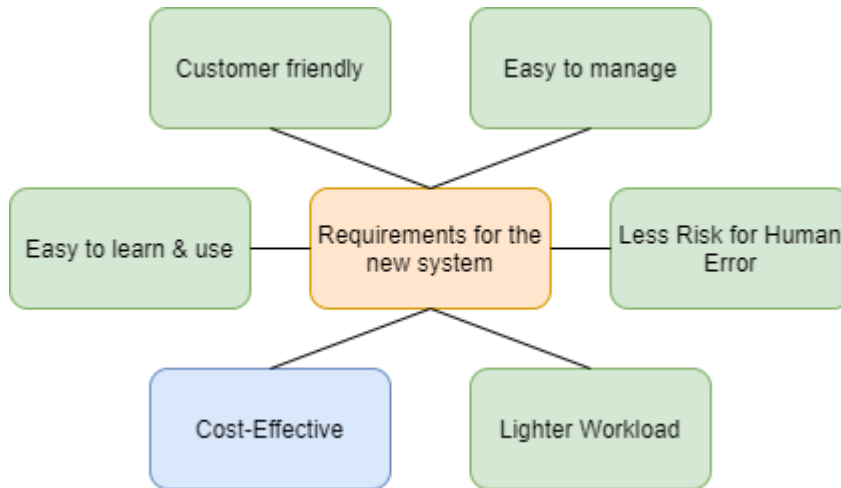 Customer friendly
Easy to manage
Easy to learn & use
Requirements for the
new system
Less Risk for Human
Error
Cost-Effective
Lighter Workload